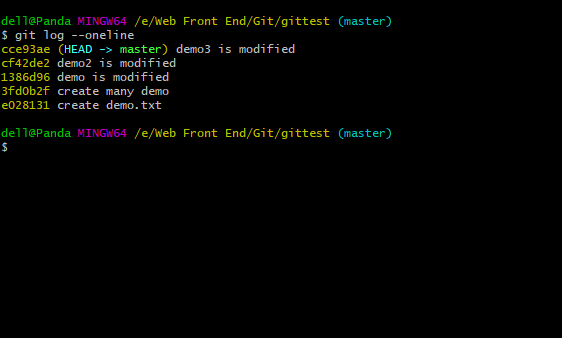 dell@Panda MINGW64 /e/Web Front End/Git/gittest (master)
$ git log --oneline
cce93ae (HEAD -> master) demo3 is modified
cf42de2 demo2 is modified
1386d96 demo is modified
3fd0b2f create many demo
e028131 create demo.txt
dell@Panda MINGW64 /e/Web Front End/Git/gittest (master)
$